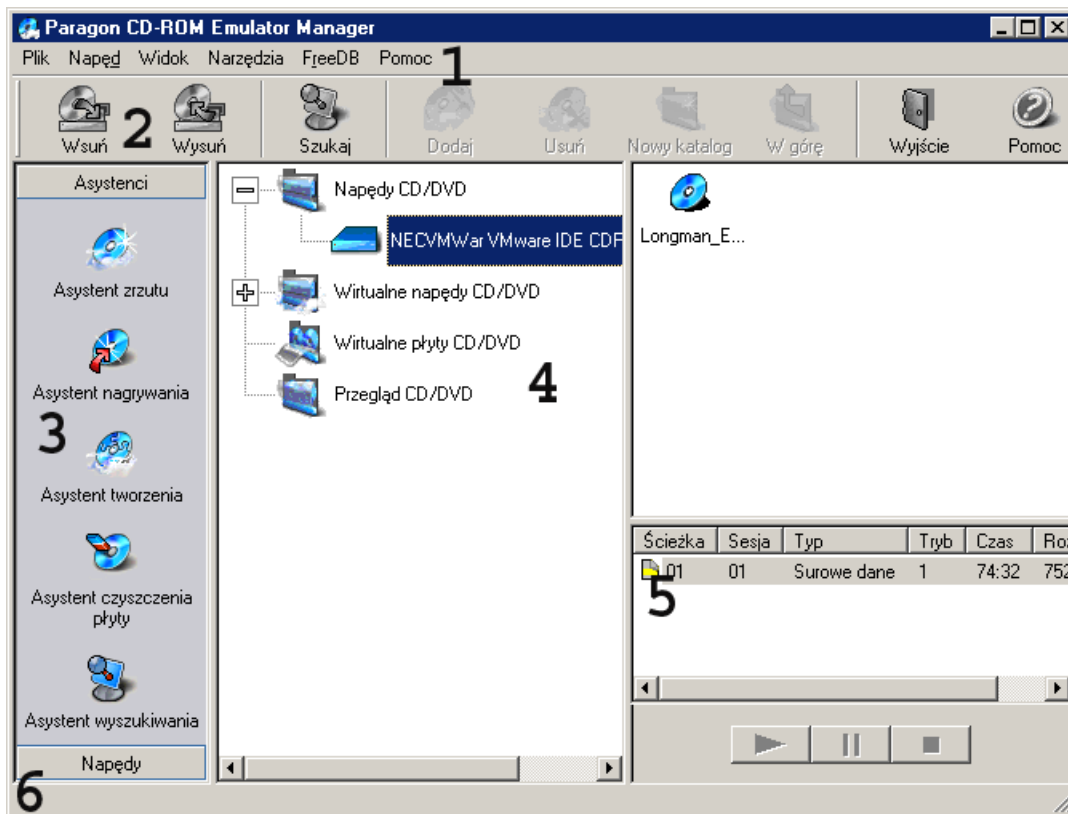 Paragon CD-ROM Emulator Manager
Plik Napęd Widok Narzędzia FreeDB Pomoc
1
Wsuń Wysuń Szukaj Dodaj Usuń Nowy katalog W górę Wyjście Pomoc
2
Asystenci
Asystent zrzutu
Asystent nagrywania
3
Asystent tworzenia
Asystent czyszczenia
płyty
Asystent wyszukiwania
Napędy
6
Napędy CD/DVD
NECVMWar VMware IDE CDF
Wirtualne napędy CD/DVD
Wirtualne płyty CD/DVD
Przegląd CD/DVD
4
Longman_E...
Ścieżka Sesja Typ Tryb Czas Roz
01 01 Surowe dane 1 74:32 752
5